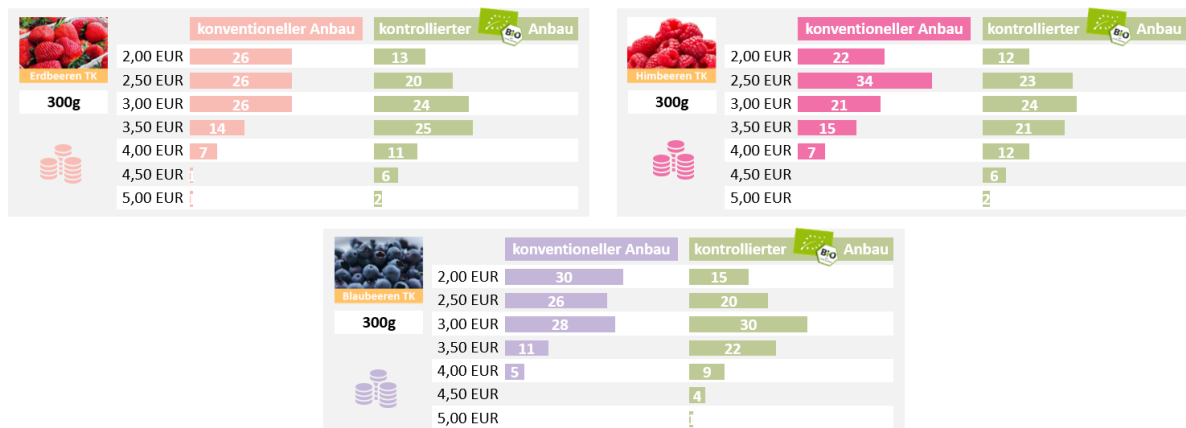 konventioneller Anbau kontrollierter BIO Anbau
Erdbeeren TK
300g
2,00 EUR 26 13
2,50 EUR 26 20
3,00 EUR 26 24
3,50 EUR 14 25
4,00 EUR 7 11
4,50 EUR 1 6
5,00 EUR 1 2
konventioneller Anbau kontrollierter BIO Anbau
Himbeeren TK
300g
2,00 EUR 22 12
2,50 EUR 34 23
3,00 EUR 21 24
3,50 EUR 15 21
4,00 EUR 7 12
4,50 EUR 6
5,00 EUR 2
konventioneller Anbau kontrollierter BIO Anbau
Blaubeeren TK
300g
2,00 EUR 30 15
2,50 EUR 26 20
3,00 EUR 28 30
3,50 EUR 11 22
4,00 EUR 5 9
4,50 EUR 4
5,00 EUR 1